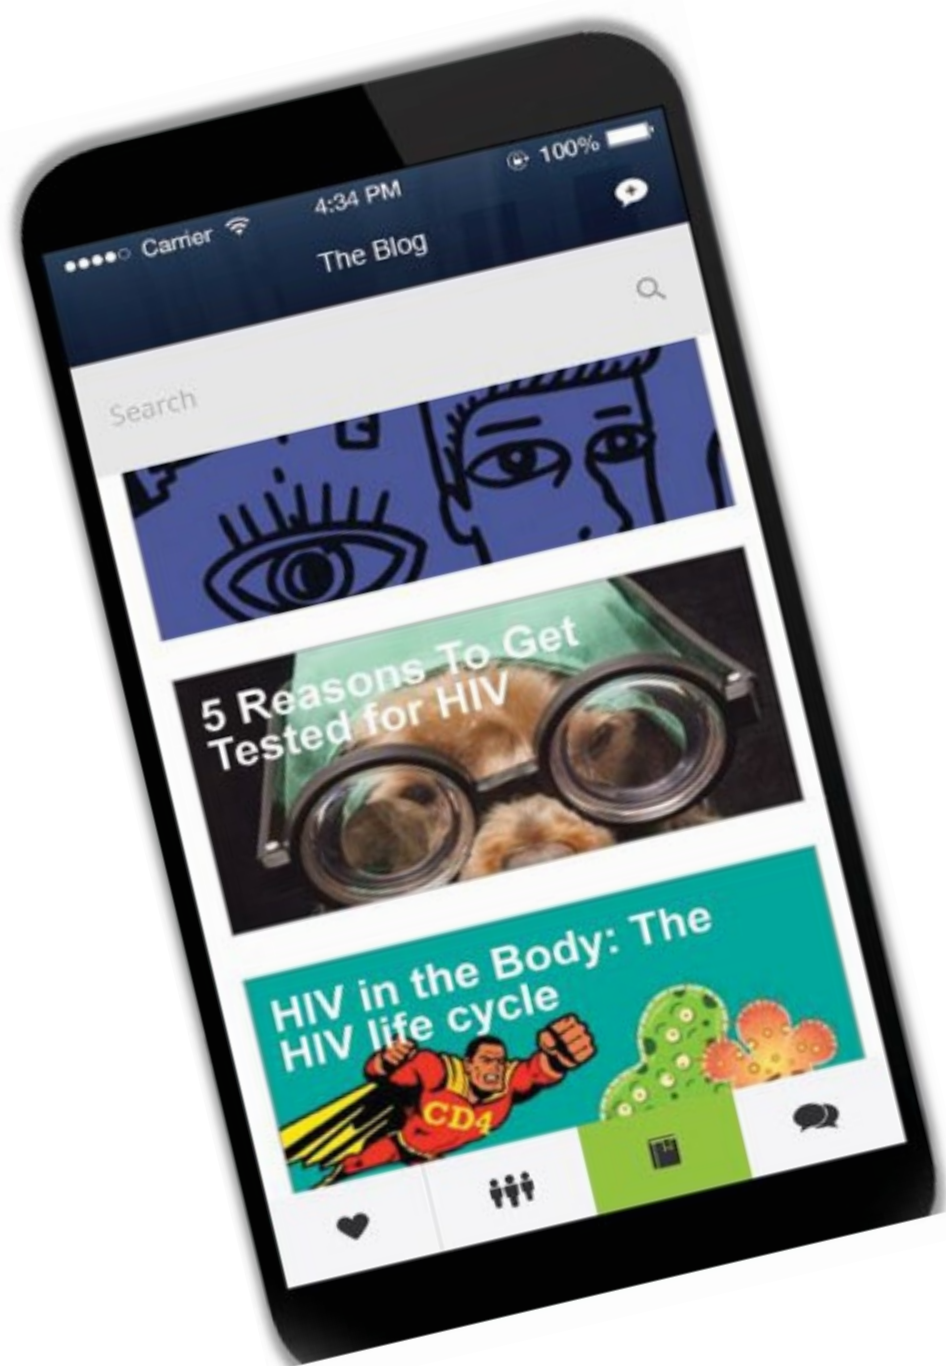 Carrier 4:34 PM 100%
The Blog
Search
5 Reasons To Get
Tested for HIV
HIV in the Body: The
HIV life cycle
CD4